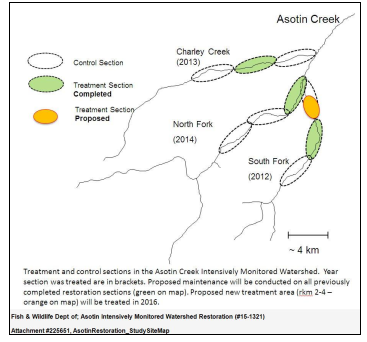 Asotin Creek
Charley Creek
(2013)
Control Section
Treatment Section
Completed
Treatment Section
Proposed
North Fork
(2014)
South Fork
(2012)
~ 4 km
Treatment and control sections in the Asotin Creek Intensively Monitored Watershed. Year
section was treated are in brackets. Proposed maintenance will be conducted on all previously
completed restoration sections (green on map). Proposed new treatment area (rkm 2-4 –
orange on map) will be treated in 2016.
Fish & Wildlife Dept of; Asotin Intensively Monitored Watershed Restoration (#15-1321)
Attachment #225651, AsotinRestoration_StudySiteMap